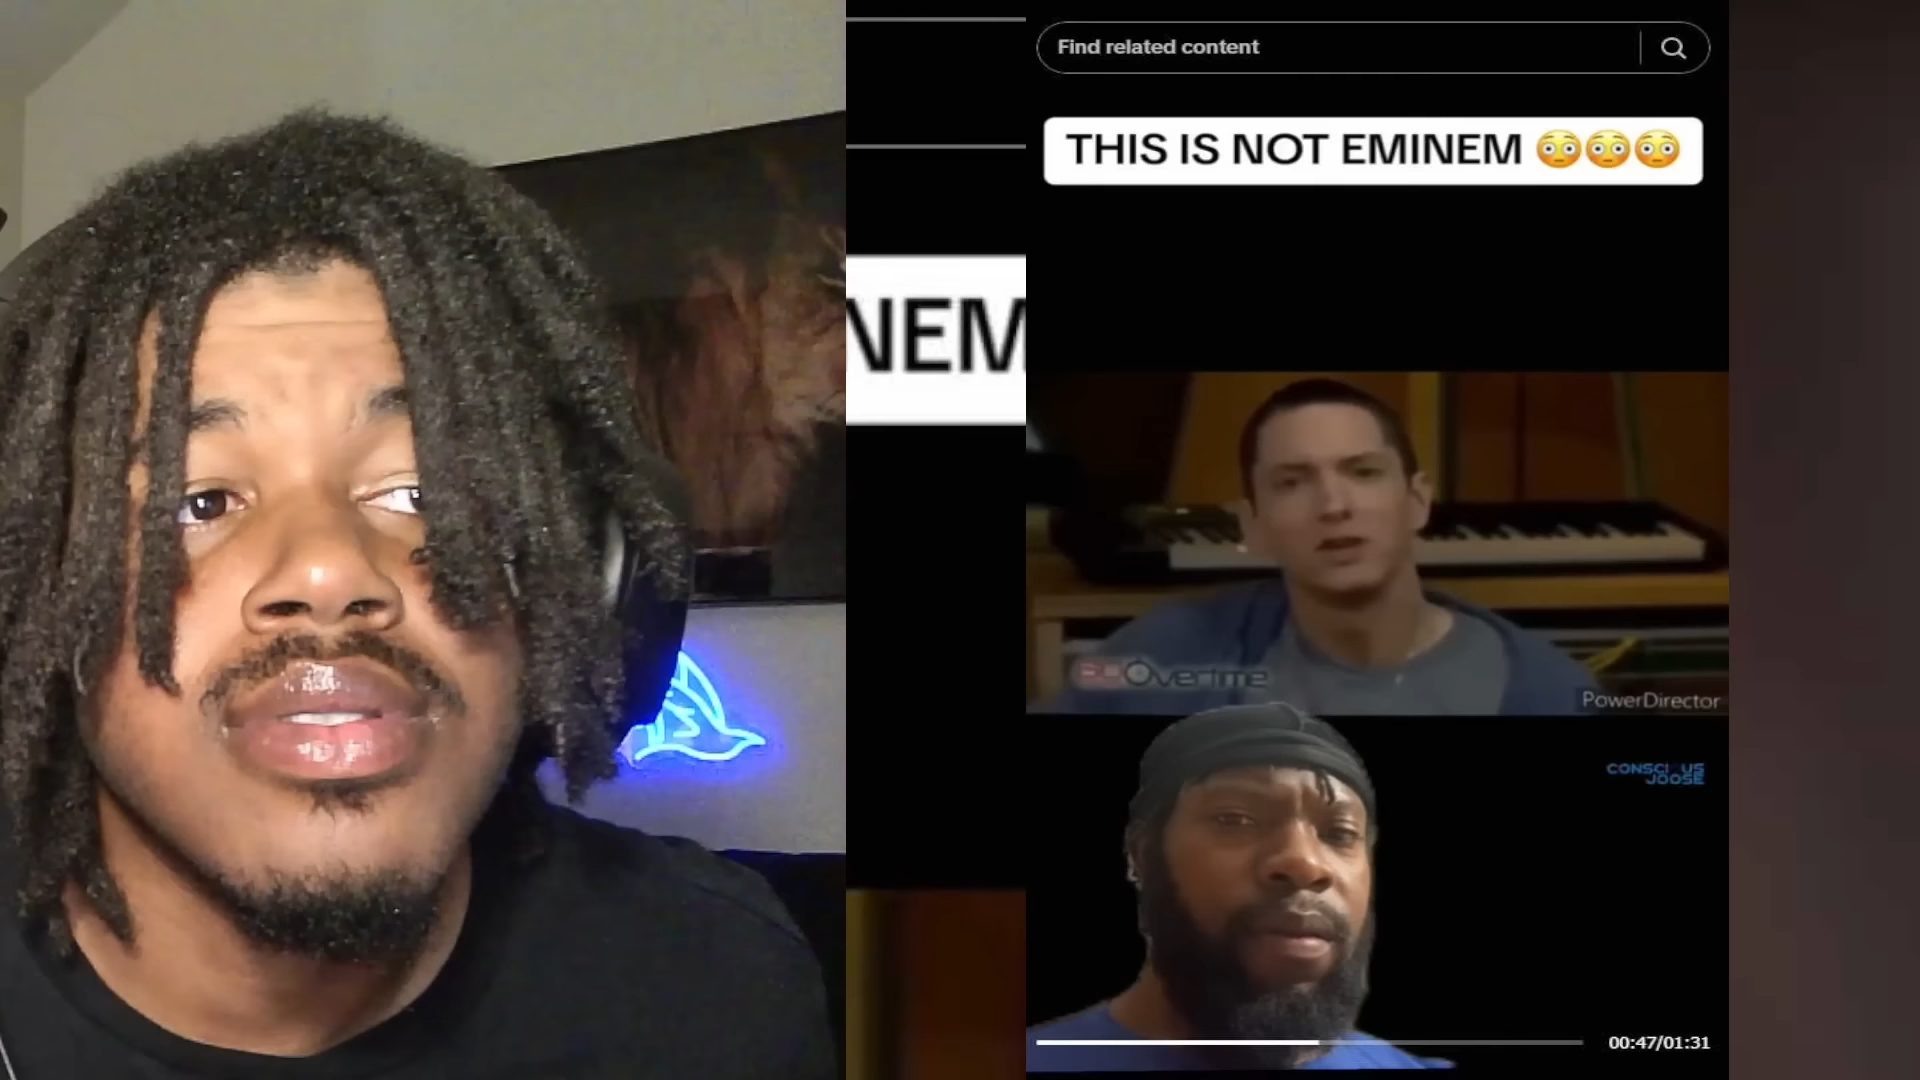 Find related content
THIS IS NOT EMINEM 😳😳😳
NEM
Overtime
PowerDirector
CONSCIOUS
JOOSE
00:47/01:31